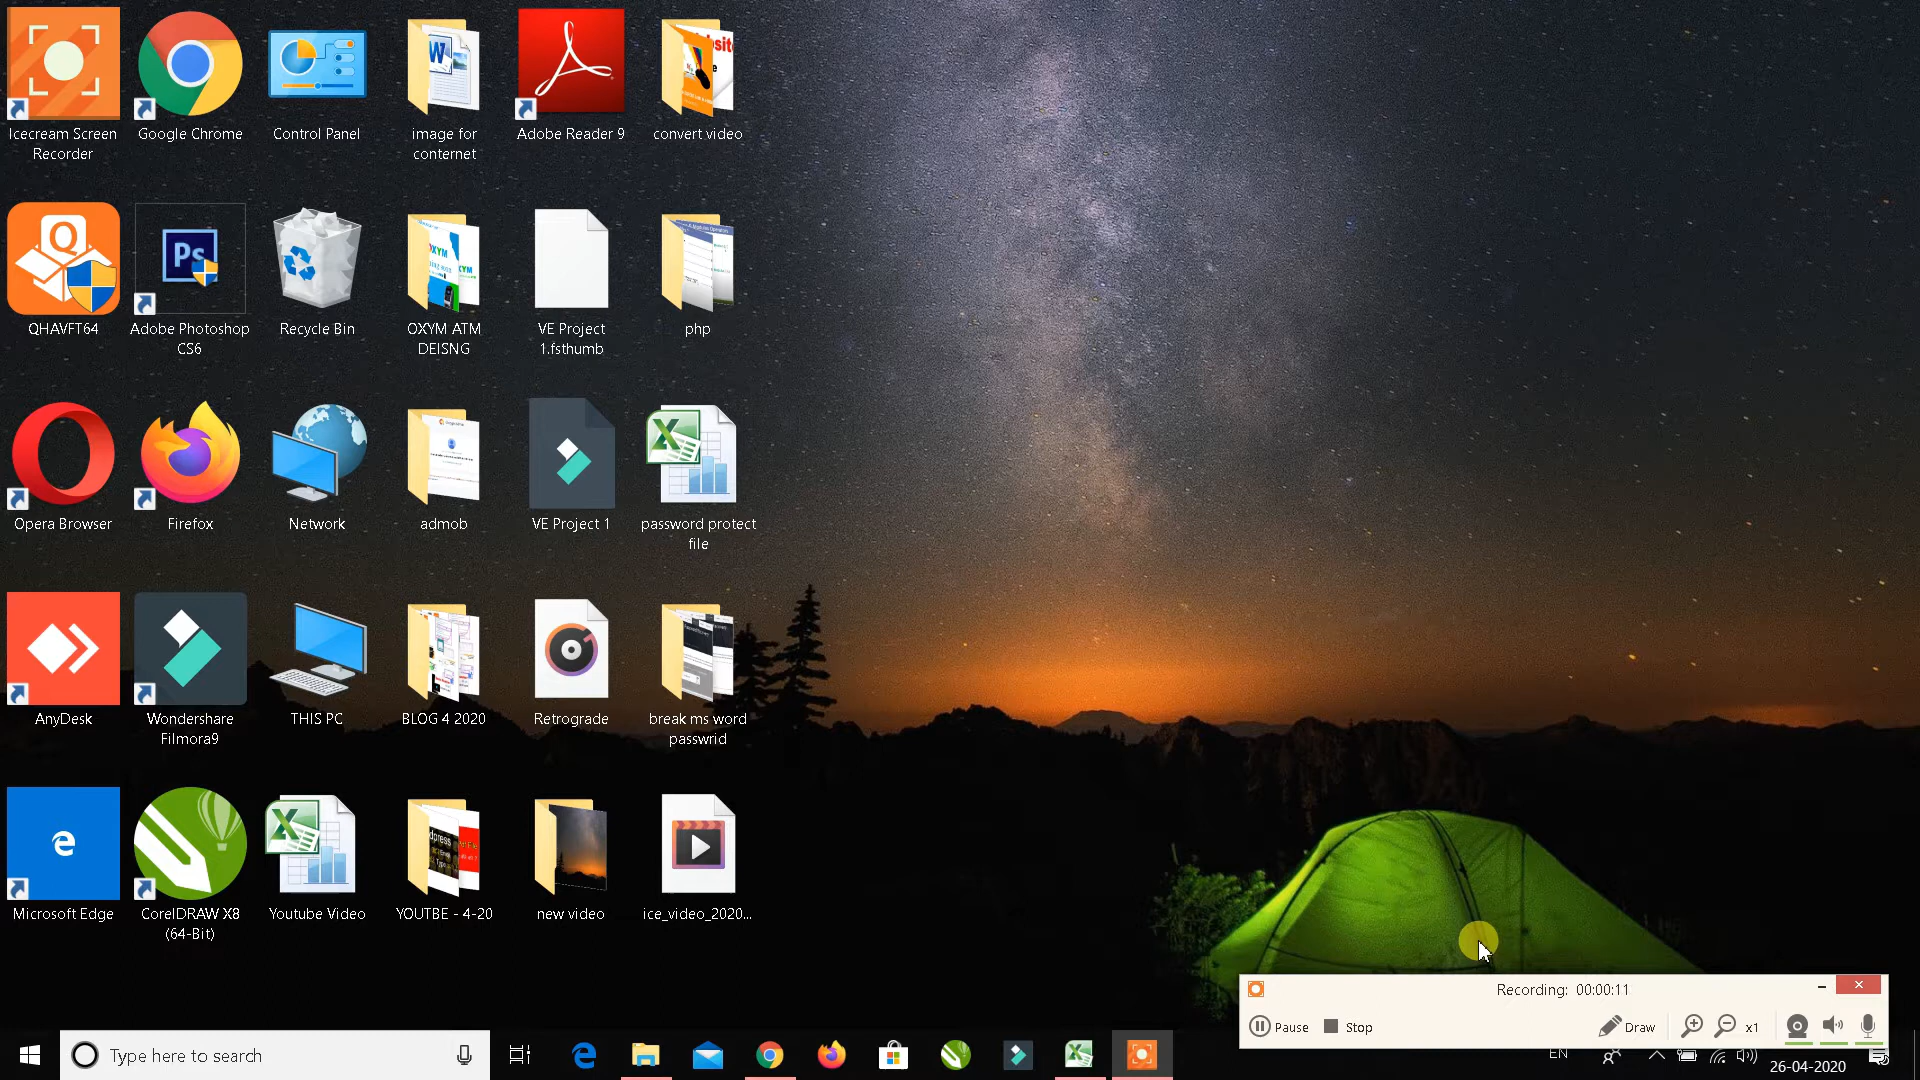 Icecream Screen
Recorder
Google Chrome
Control Panel
image for
conternet
Adobe Reader 9
convert video
QHAVFT64
Adobe Photoshop
CS6
Recycle Bin
OXYM ATM
DEISNG
VE Project
1.fsthumb
php
Opera Browser
Firefox
Network
admob
VE Project 1
password protect
file
AnyDesk
Wondershare
Filmora9
THIS PC
BLOG 4 2020
Retrograde
break ms word
passwrid
Microsoft Edge
CorelDRAW X8
(64-Bit)
Youtube Video
YOUTBE - 4-20
new video
ice_video_2020...
Recording: 00:00:11
Pause Stop Draw x1
Type here to search
EN
26-04-2020